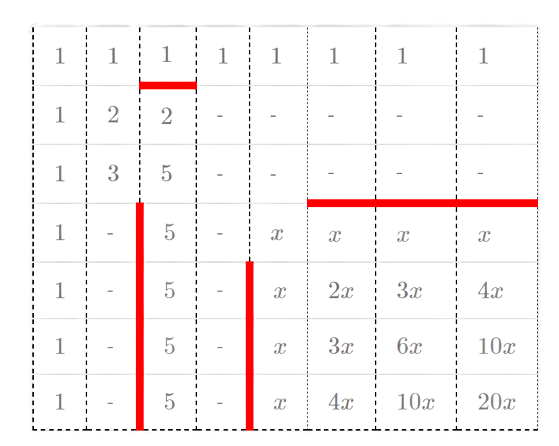 1 1 1 1 1 1 1 1
1 2 2 - - - - -
1 3 5 - - - - -
1 - 5 - x x x x
1 - 5 - x 2x 3x 4x
1 - 5 - x 3x 6x 10x
1 - 5 - x 4x 10x 20x